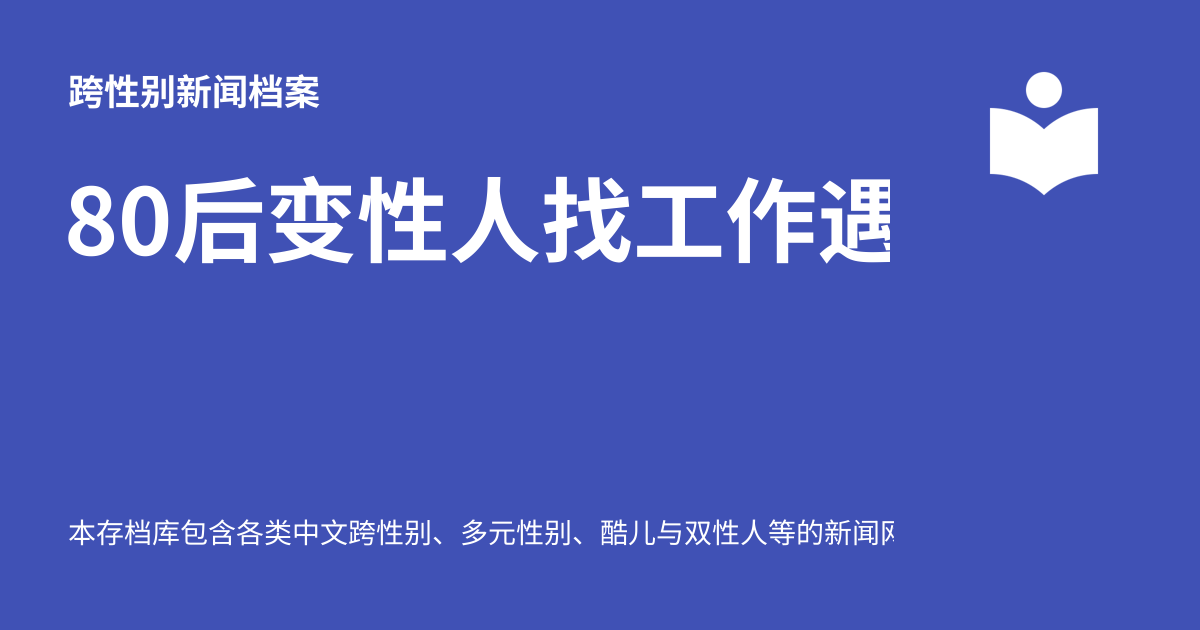 跨性别新闻档案
80后变性人找工作遇
本存档库包含各类中文跨性别、多元性别、酷儿与双性人等的新闻